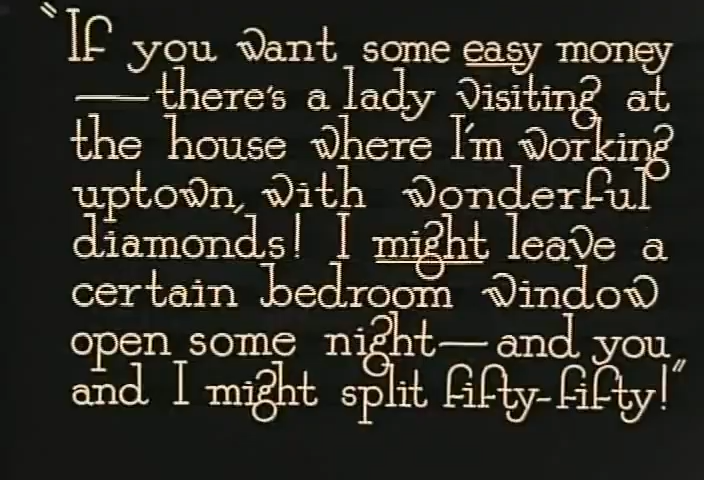 "If you want some easy money
—there's a lady visiting at
the house where I'm working
uptown, with wonderful
diamonds! I might leave a
certain bedroom window
open some night—and you
and I might split fifty-fifty!"